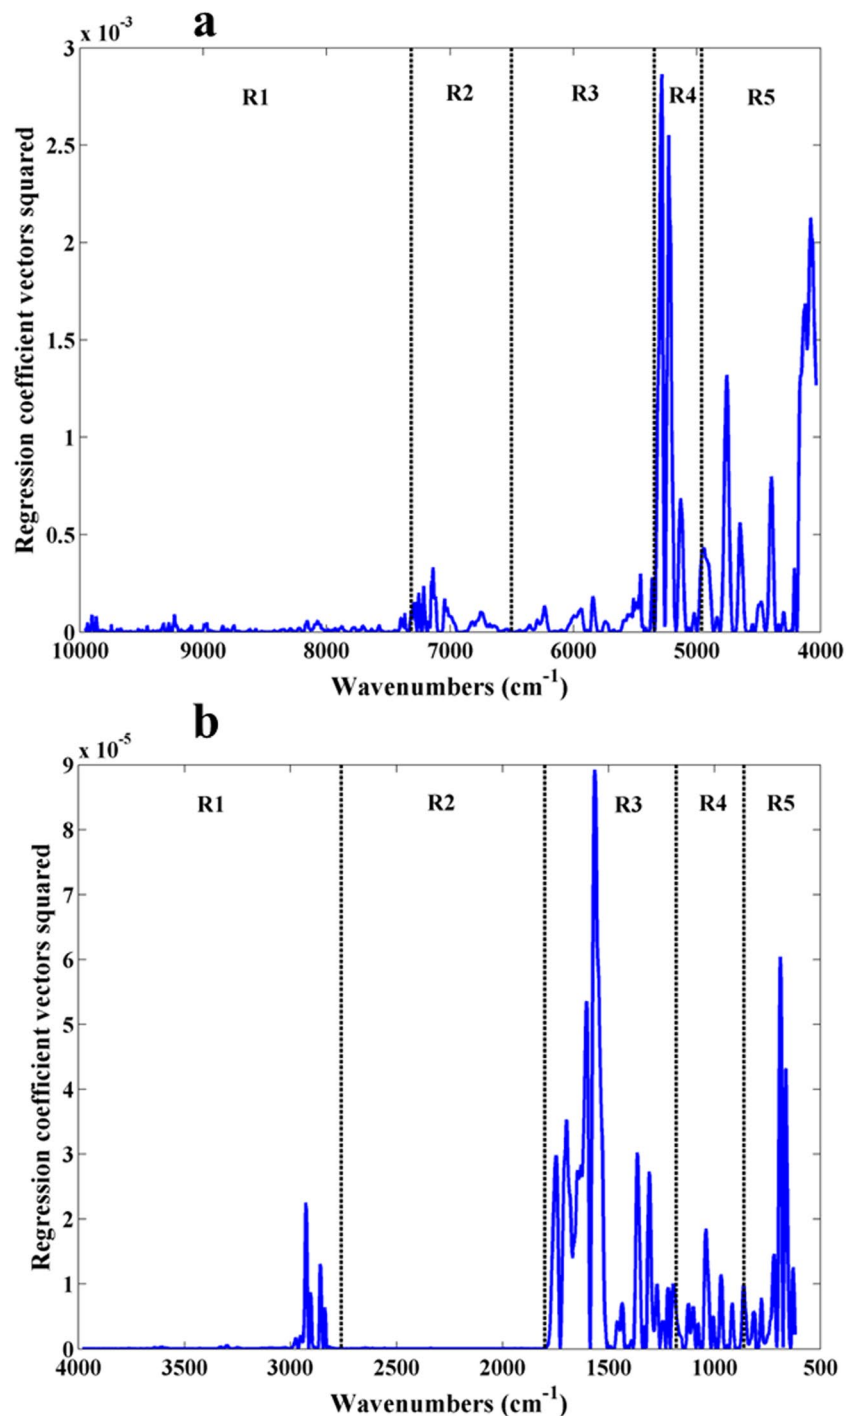 a
x 10-3
3
R1 R2 R3 R4 R5
2.5
2
1.5
1
0.5
0
10000 9000 8000 7000 6000 5000 4000
Wavenumbers (cm-1)
Regression coefficient vectors squared
b
x 10-5
9
R1 R2 R3 R4 R5
8
7
6
5
4
3
2
1
0
4000 3500 3000 2500 2000 1500 1000 500
Wavenumbers (cm-1)
Regression coefficient vectors squared